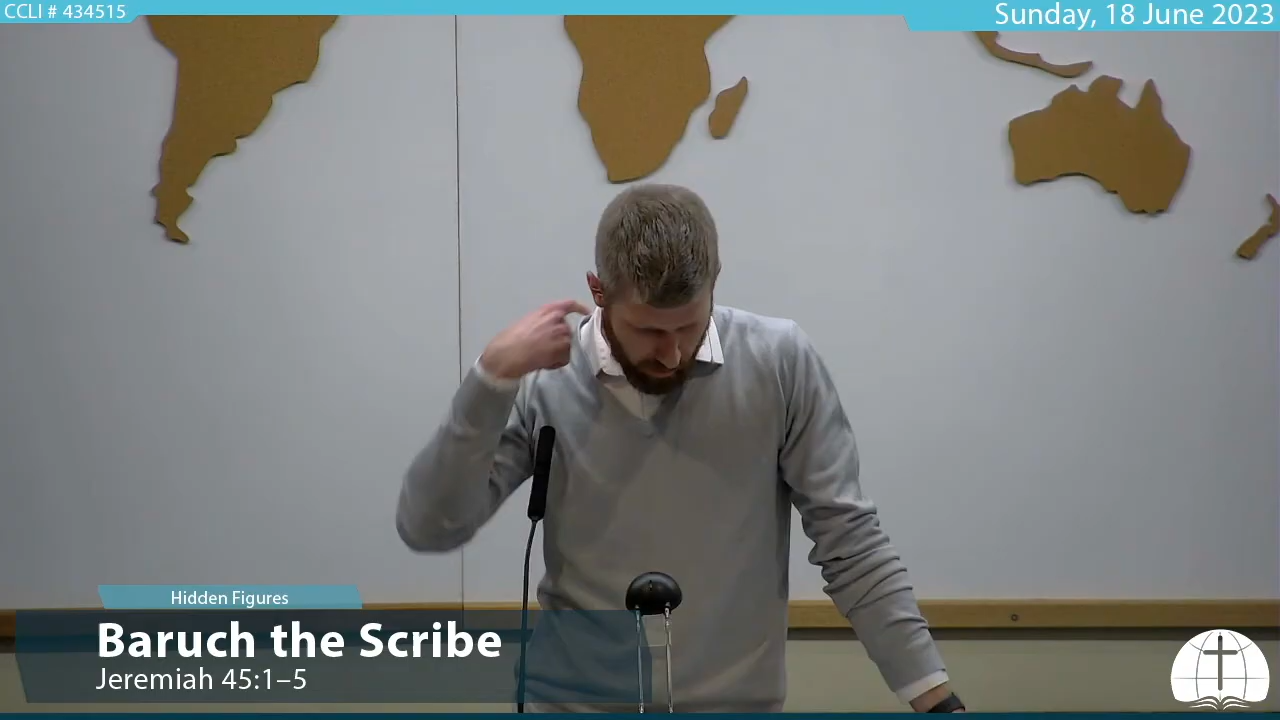 CCLI # 434515
Sunday, 18 June 2023
Hidden Figures
Baruch the Scribe
Jeremiah 45:1–5